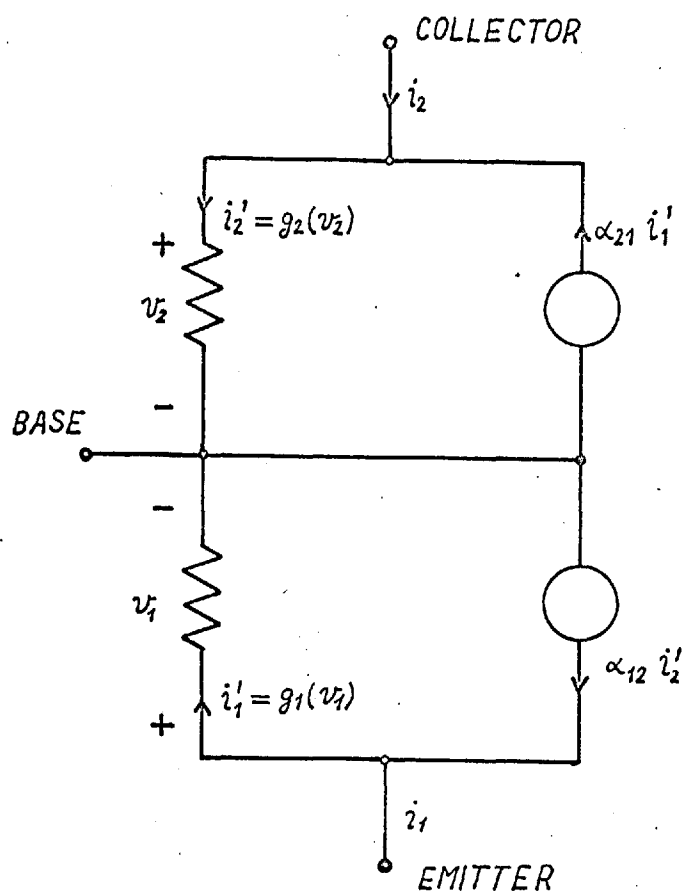 COLLECTOR
i₂
i₂' = g₂(v₂)
α₂₁ i₁'
+
v₂
−
BASE
−
v₁
α₁₂ i₂'
i₁' = g₁(v₁)
+
i₁
EMITTER